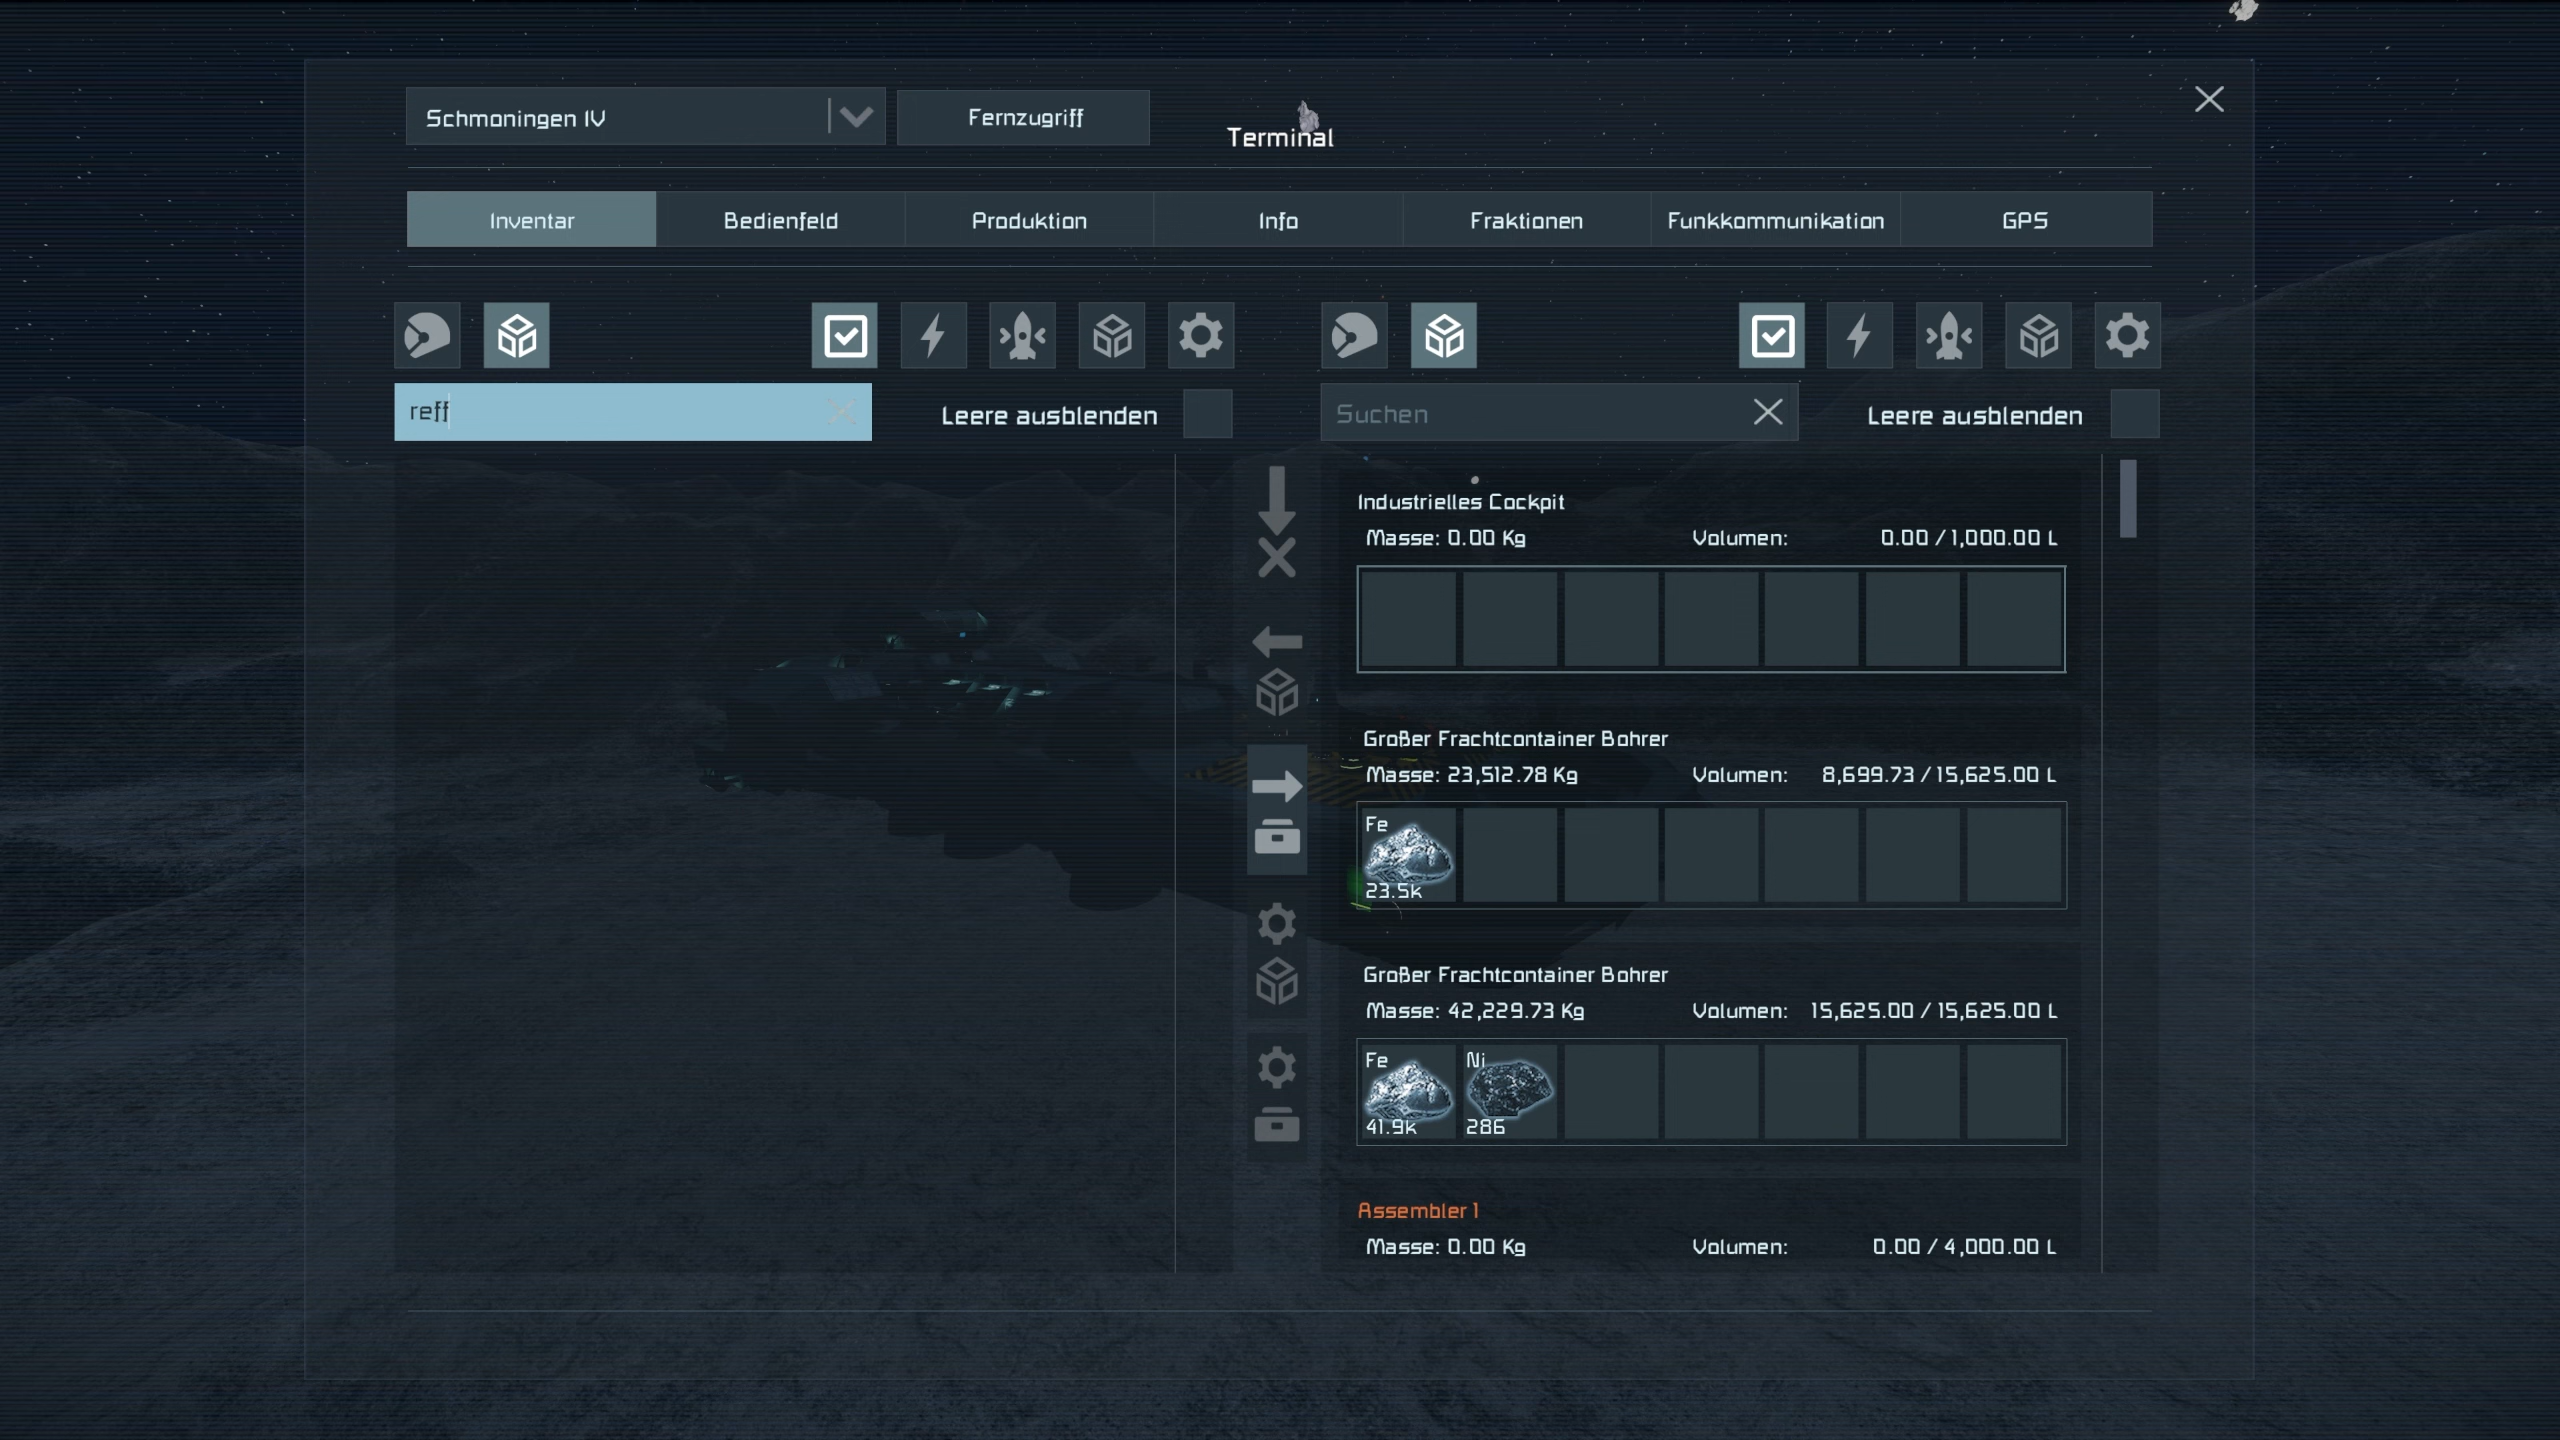 Schmoningen IV
Fernzugriff
Terminal
Inventar
Bedienfeld
Produktion
Info
Fraktionen
Funkkommunikation
GPS
reff
Leere ausblenden
Suchen
Leere ausblenden
Industrielles Cockpit
Masse: 0.00 Kg
Volumen:
0.00 / 1,000.00 L
Großer Frachtcontainer Bohrer
Masse: 23,512.78 Kg
Volumen:
8,699.73 / 15,625.00 L
Fe
23.5k
Großer Frachtcontainer Bohrer
Masse: 42,229.73 Kg
Volumen:
15,625.00 / 15,625.00 L
Fe
41.9k
Ni
286
Assembler 1
Masse: 0.00 Kg
Volumen:
0.00 / 4,000.00 L